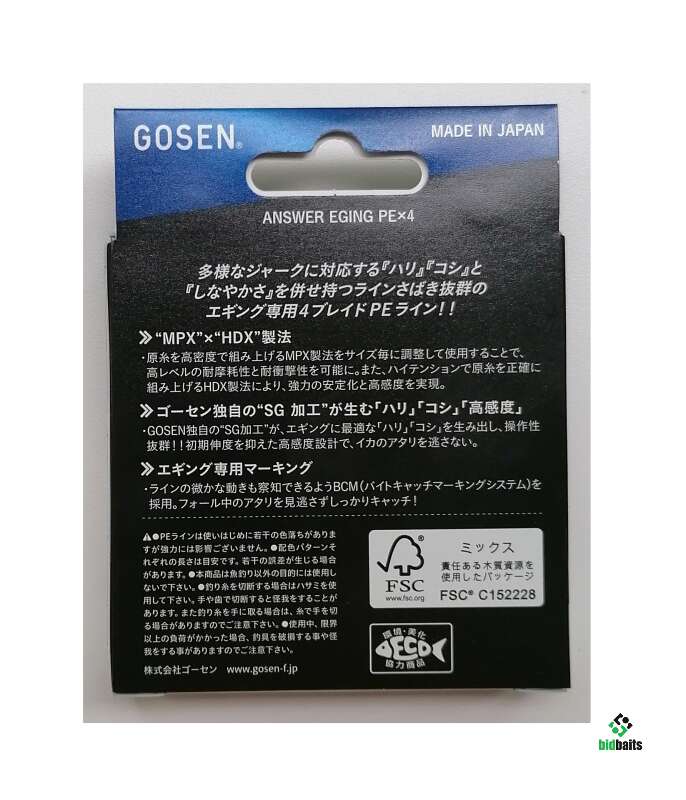 GOSEN®
MADE IN JAPAN
ANSWER EGING PE×4
多様なジャークに対応する『ハリ』『コシ』と
『しなやかさ』を併せ持つラインさばき抜群の
エギング専用4ブレイドPEライン!!
“MPX”×“HDX”製法
・原糸を高密度で組み上げるMPX製法をサイズ毎に調整して使用することで、
高レベルの耐摩耗性と耐衝撃性を可能に。また、ハイテンションで原糸を正確に
組み上げるHDX製法により、強力の安定化と高感度を実現。
ゴーセン独自の“SG 加工”が生む「ハリ」「コシ」「高感度」
・GOSEN独自の“SG加工”が、エギングに最適な「ハリ」「コシ」を生み出し、操作性
抜群!!初期伸度を抑えた高感度設計で、イカのアタリを逃さない。
エギング専用マーキング
・ラインの微かな動きも察知できるようBCM(バイトキャッチマーキングシステム)を
採用。フォール中のアタリを見逃さずしっかりキャッチ!
●PEラインは使いはじめに若干の色落ちがありま
すが強力には影響ございません。●配色パターンそ
れぞれの長さは目安です。若干の誤差が生じる場合
があります。●本商品は魚釣り以外の目的には使用し
ないで下さい。●釣り糸を切断する場合はハサミを使
用して下さい。手や歯で切断すると怪我をすることが
あります。また釣り糸を手に取る場合は、糸で手を切
る場合がありますのでご注意下さい。●使用中、限界
以上の負荷がかかった場合、釣具を破損する事や怪
我をする事がありますのでご注意下さい。
株式会社ゴーセン www.gosen-f.jp
FSC
www.fsc.org
ミックス
責任ある木質資源を
使用したパッケージ
FSC® C152228
環境・美化
ECO
協力商品
bidbaits